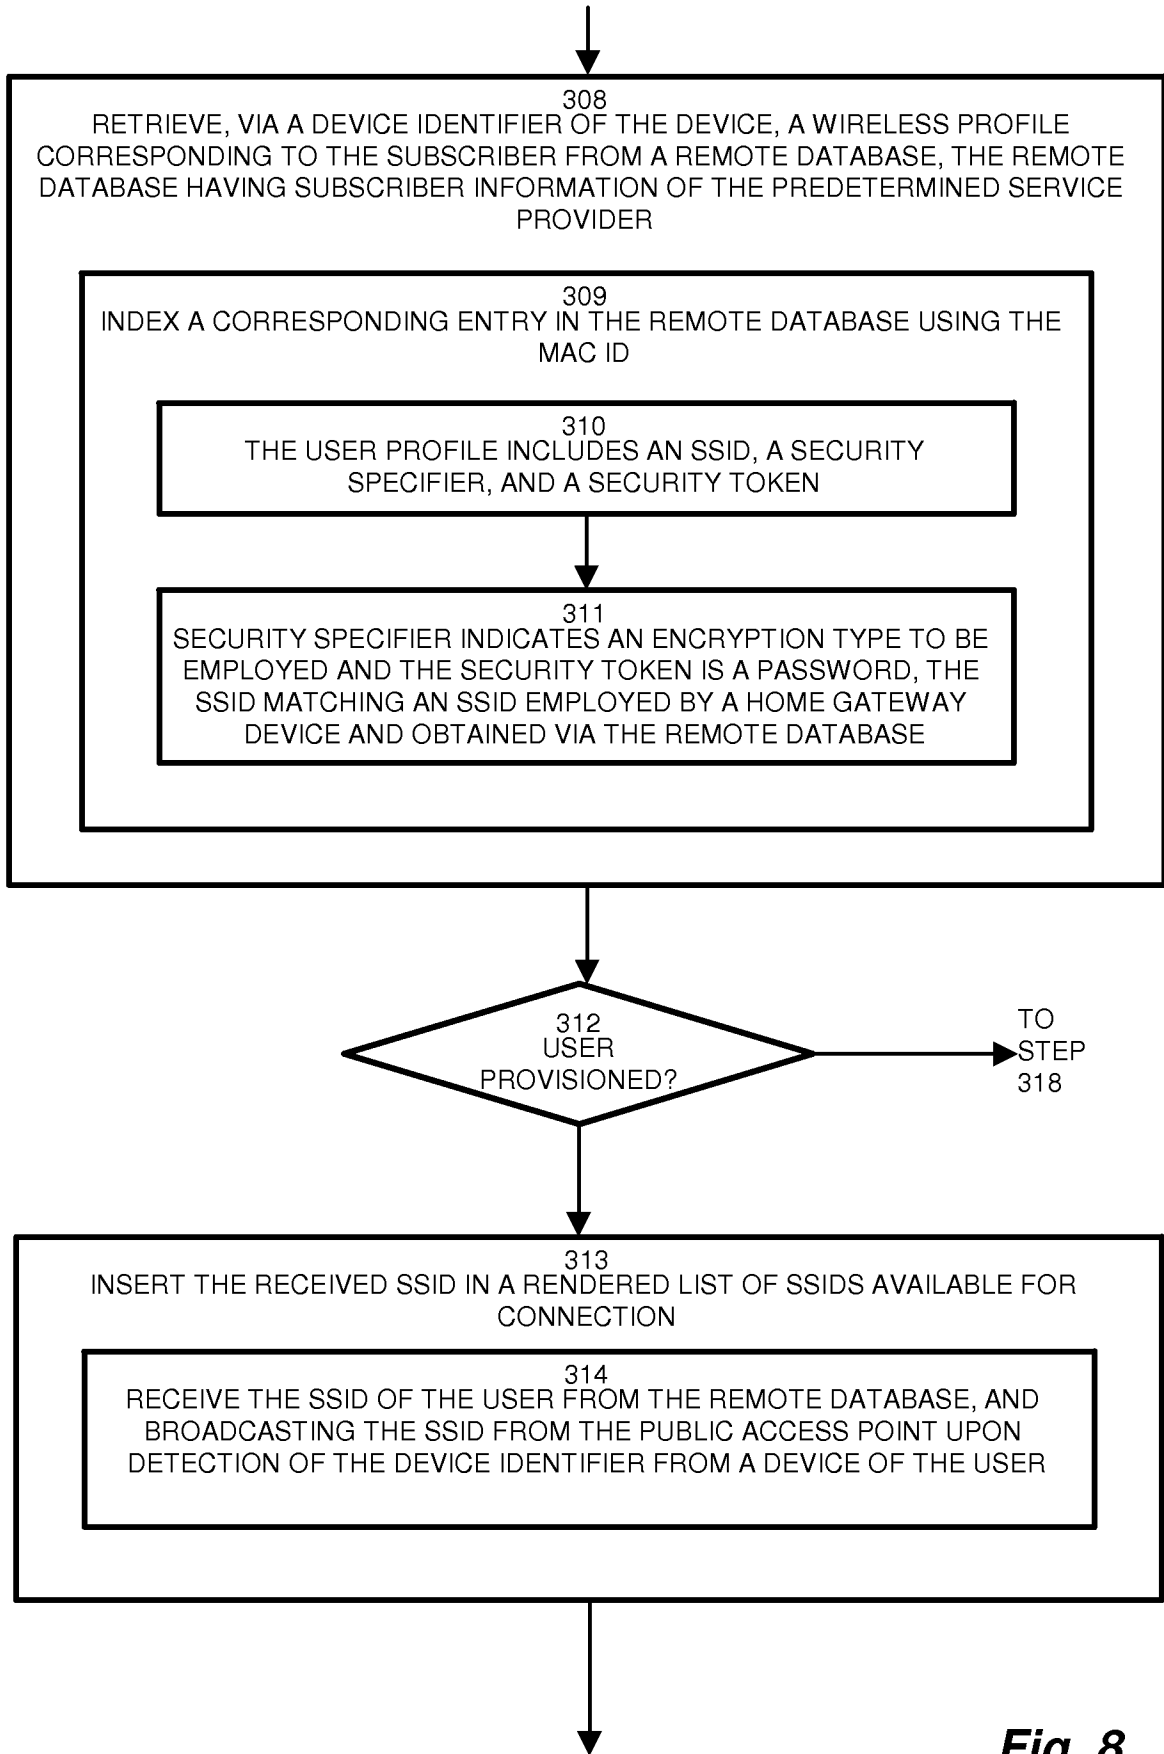 308
RETRIEVE, VIA A DEVICE IDENTIFIER OF THE DEVICE, A WIRELESS PROFILE
CORRESPONDING TO THE SUBSCRIBER FROM A REMOTE DATABASE, THE REMOTE
DATABASE HAVING SUBSCRIBER INFORMATION OF THE PREDETERMINED SERVICE
PROVIDER
309
INDEX A CORRESPONDING ENTRY IN THE REMOTE DATABASE USING THE
MAC ID
310
THE USER PROFILE INCLUDES AN SSID, A SECURITY
SPECIFIER, AND A SECURITY TOKEN
311
SECURITY SPECIFIER INDICATES AN ENCRYPTION TYPE TO BE
EMPLOYED AND THE SECURITY TOKEN IS A PASSWORD, THE
SSID MATCHING AN SSID EMPLOYED BY A HOME GATEWAY
DEVICE AND OBTAINED VIA THE REMOTE DATABASE
312
USER
PROVISIONED?
TO
STEP
318
313
INSERT THE RECEIVED SSID IN A RENDERED LIST OF SSIDS AVAILABLE FOR
CONNECTION
314
RECEIVE THE SSID OF THE USER FROM THE REMOTE DATABASE, AND
BROADCASTING THE SSID FROM THE PUBLIC ACCESS POINT UPON
DETECTION OF THE DEVICE IDENTIFIER FROM A DEVICE OF THE USER
Fig. 8